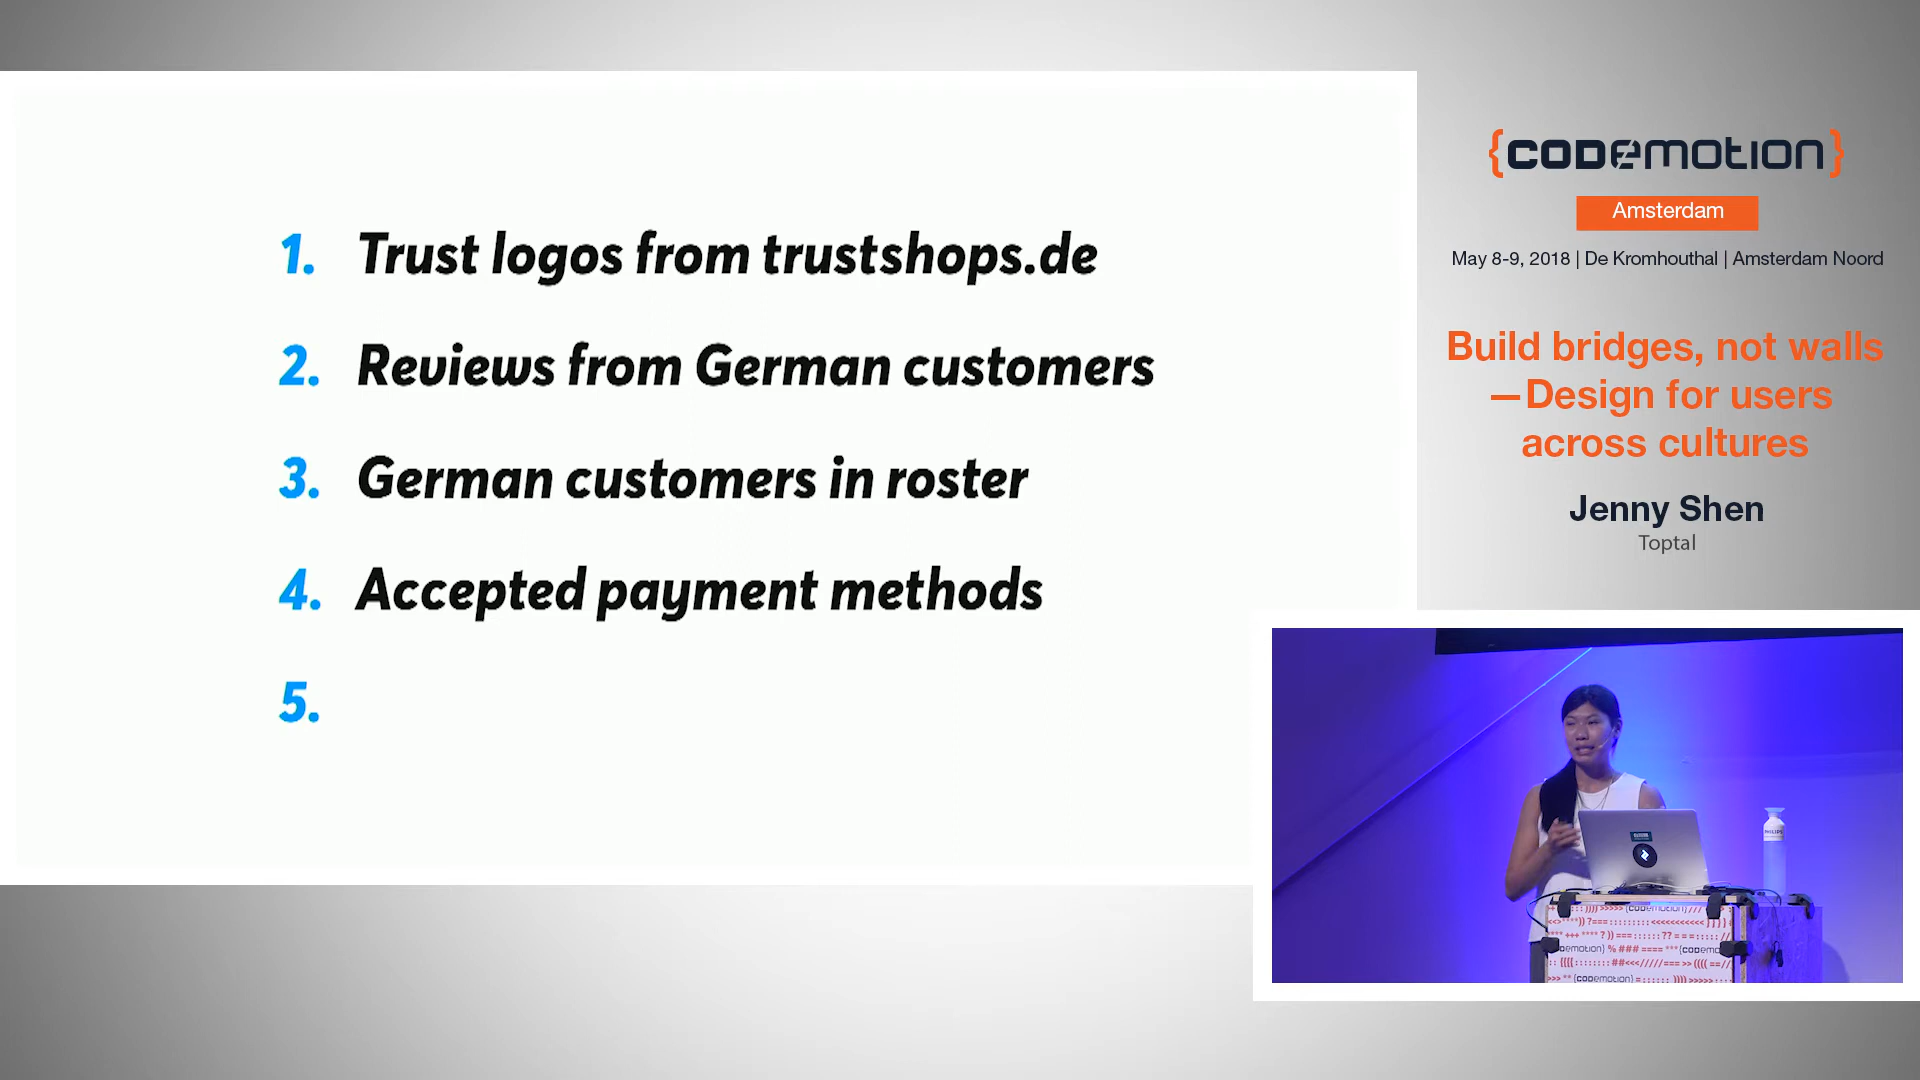 1. Trust logos from trustshops.de
2. Reviews from German customers
3. German customers in roster
4. Accepted payment methods
5.
{CODEMOTION}
Amsterdam
May 8-9, 2018 | De Kromhouthal | Amsterdam Noord
Build bridges, not walls
—Design for users
across cultures
Jenny Shen
Toptal
PHILIPS